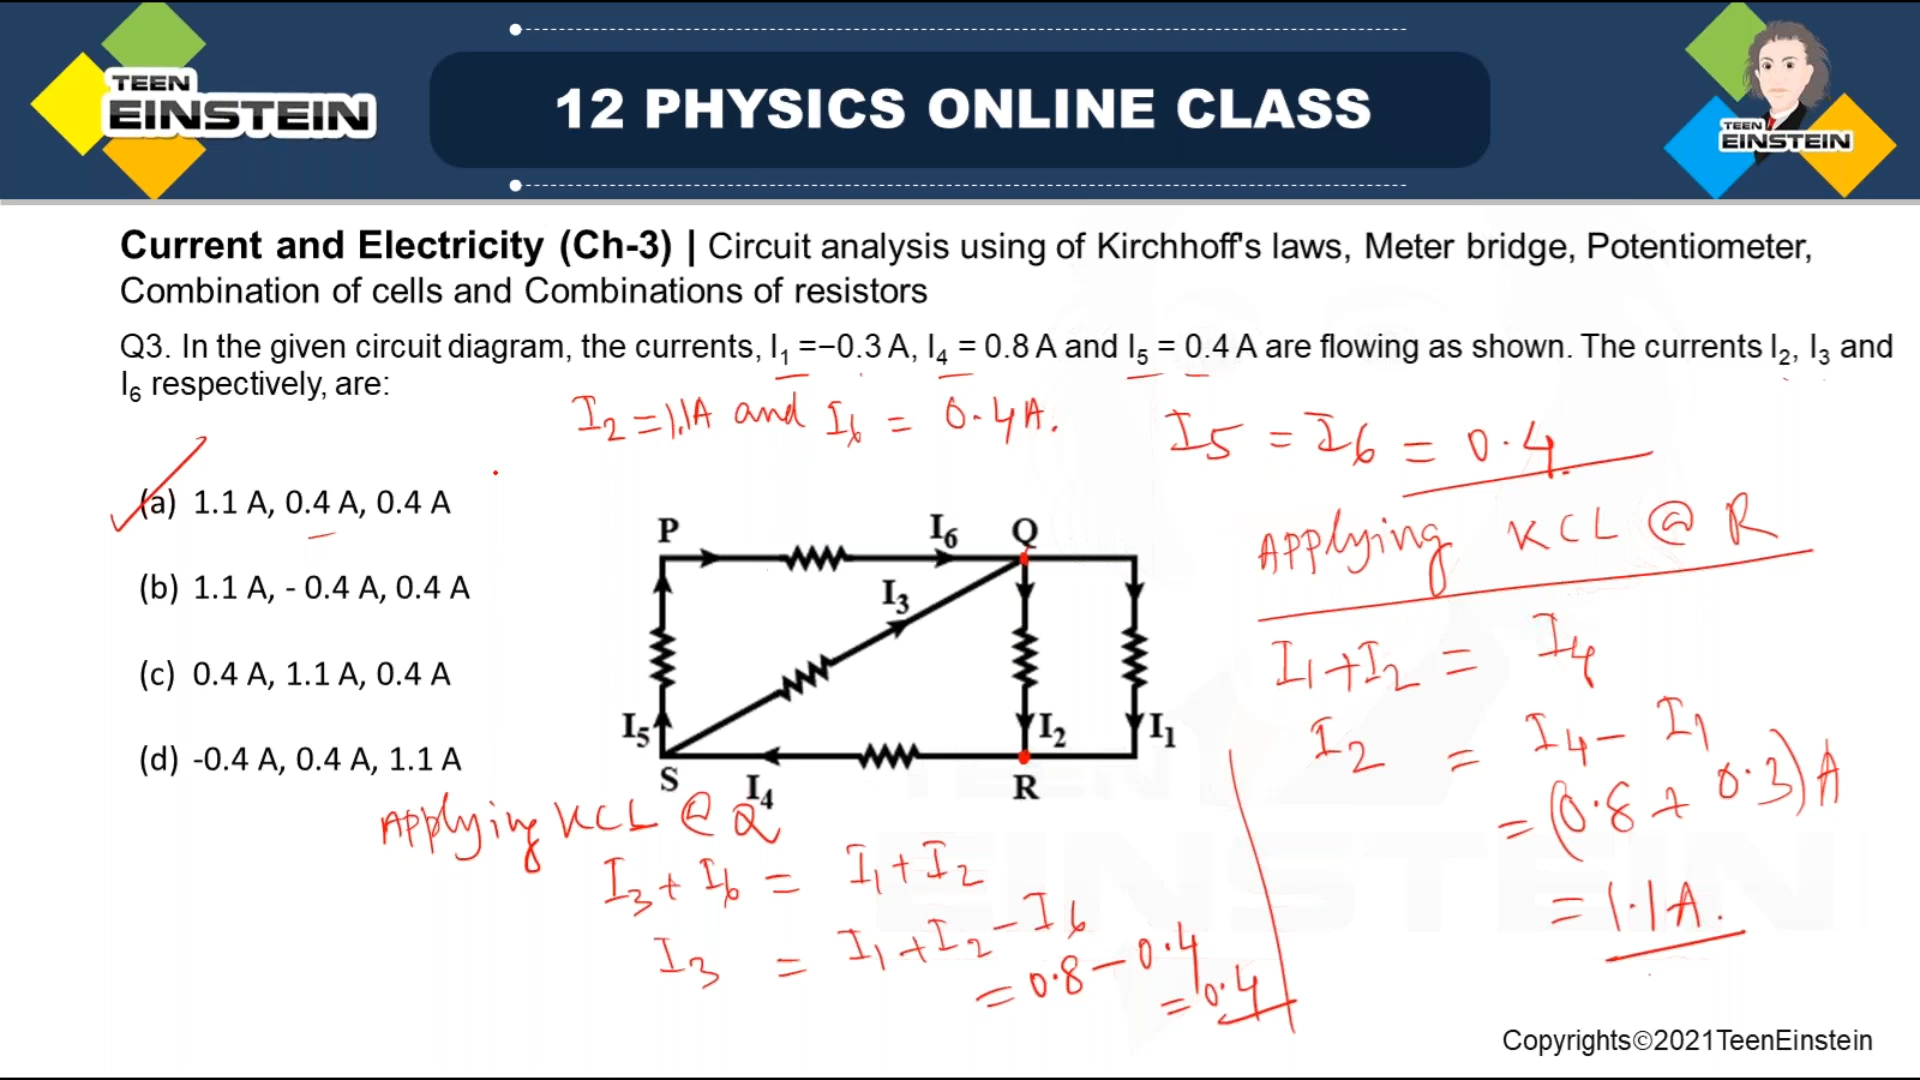 TEEN
EINSTEIN
12 PHYSICS ONLINE CLASS
TEEN
EINSTEIN
Current and Electricity (Ch-3) | Circuit analysis using of Kirchhoff's laws, Meter bridge, Potentiometer,
Combination of cells and Combinations of resistors
Q3. In the given circuit diagram, the currents, I₁ =−0.3 A, I₄ = 0.8 A and I₅ = 0.4 A are flowing as shown. The currents I₂, I₃ and
I₆ respectively, are:
I₂ = 1.1A and I₆ = 0.4A.
I5 = I6 = 0.4
(a) 1.1 A, 0.4 A, 0.4 A
(b) 1.1 A, - 0.4 A, 0.4 A
(c) 0.4 A, 1.1 A, 0.4 A
(d) -0.4 A, 0.4 A, 1.1 A
P
I₆
Q
I₃
I₅
I₂
I₁
S
I₄
R
Applying KCL @ R
I₁+I₂ = I₄
I₂ = I₄ − I₁
= (0.8 + 0.3) A
= 1.1A.
Applying KCL @ Q
I₃ + I₆ = I₁ + I₂
I₃ = I₁ + I₂ − I₆
= 0.8 − 0.4
= 0.4
TEEN
EINSTEIN
Copyrights©2021TeenEinstein